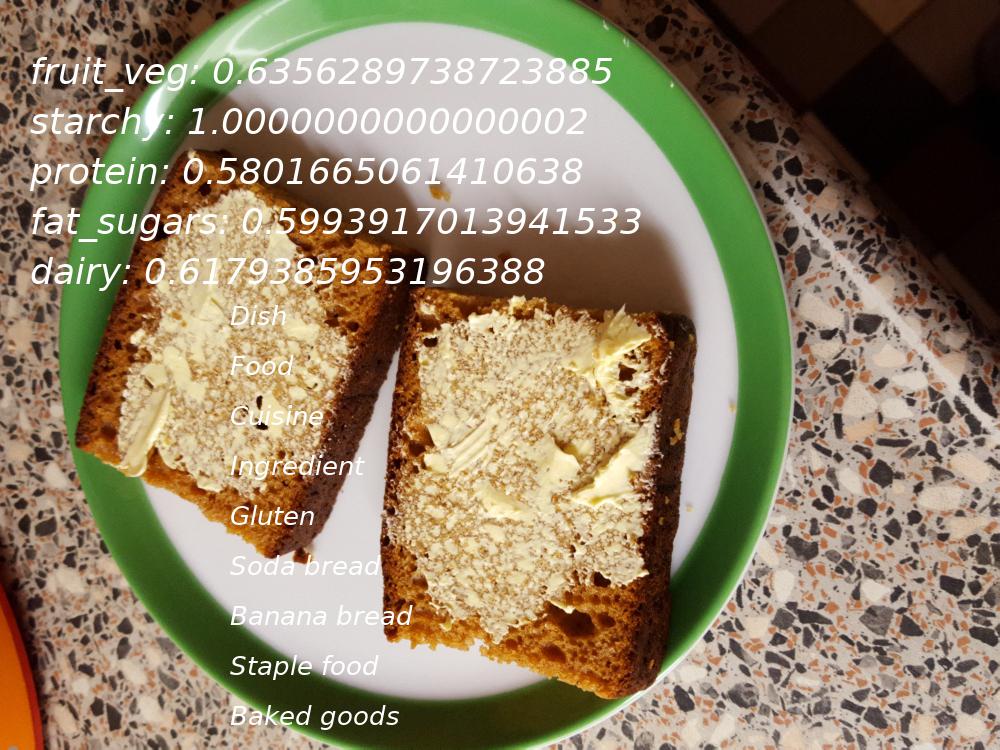 fruit_veg: 0.6356289738723885
starchy: 1.0000000000000002
protein: 0.5801665061410638
fat_sugars: 0.5993917013941533
dairy: 0.6179385953196388
Dish
Food
Cuisine
Ingredient
Gluten
Soda bread
Banana bread
Staple food
Baked goods